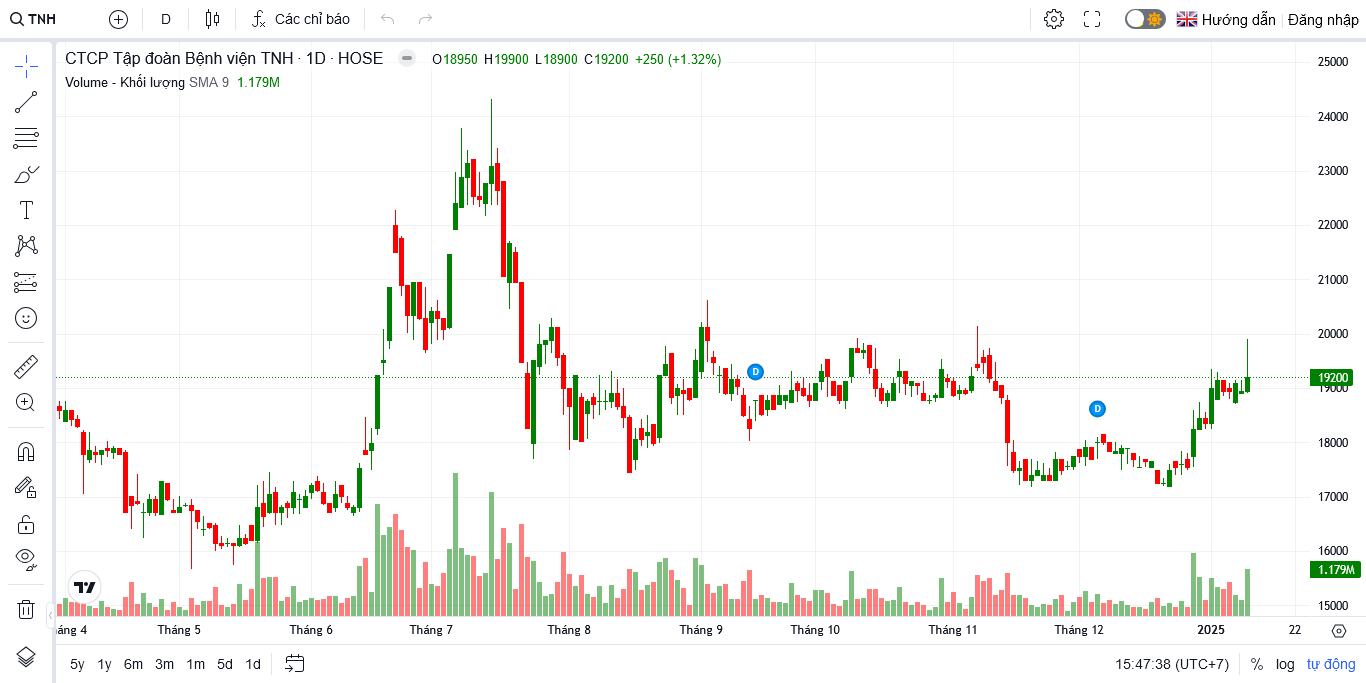 TNH D Các chỉ báo Hướng dẫn Đăng nhập
CTCP Tập đoàn Bệnh viện TNH · 1D · HOSE O18950 H19900 L18900 C19200 +250 (+1.32%)
Volume - Khối lượng SMA 9 1.179M
25000
24000
23000
22000
21000
20000
19200
19000
18000
17000
16000
1.179M
15000
D
D
áng 4 Tháng 5 Tháng 6 Tháng 7 Tháng 8 Tháng 9 Tháng 10 Tháng 11 Tháng 12 2025 22
5y 1y 6m 3m 1m 5d 1d 15:47:38 (UTC+7) % log tự động